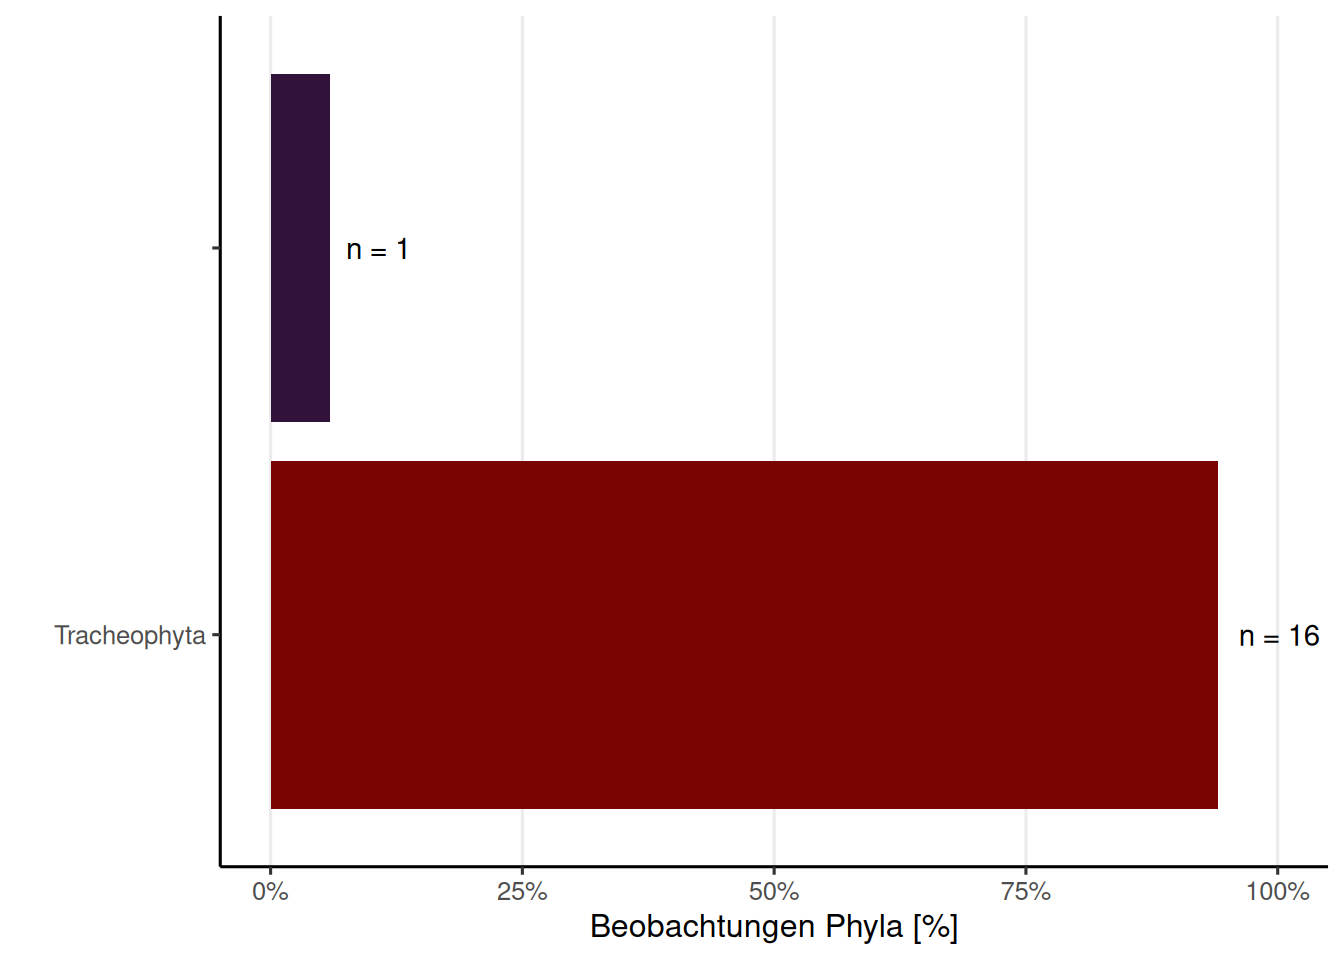 n = 1
Tracheophyta
n = 16
0%
25%
50%
75%
100%
Beobachtungen Phyla [%]